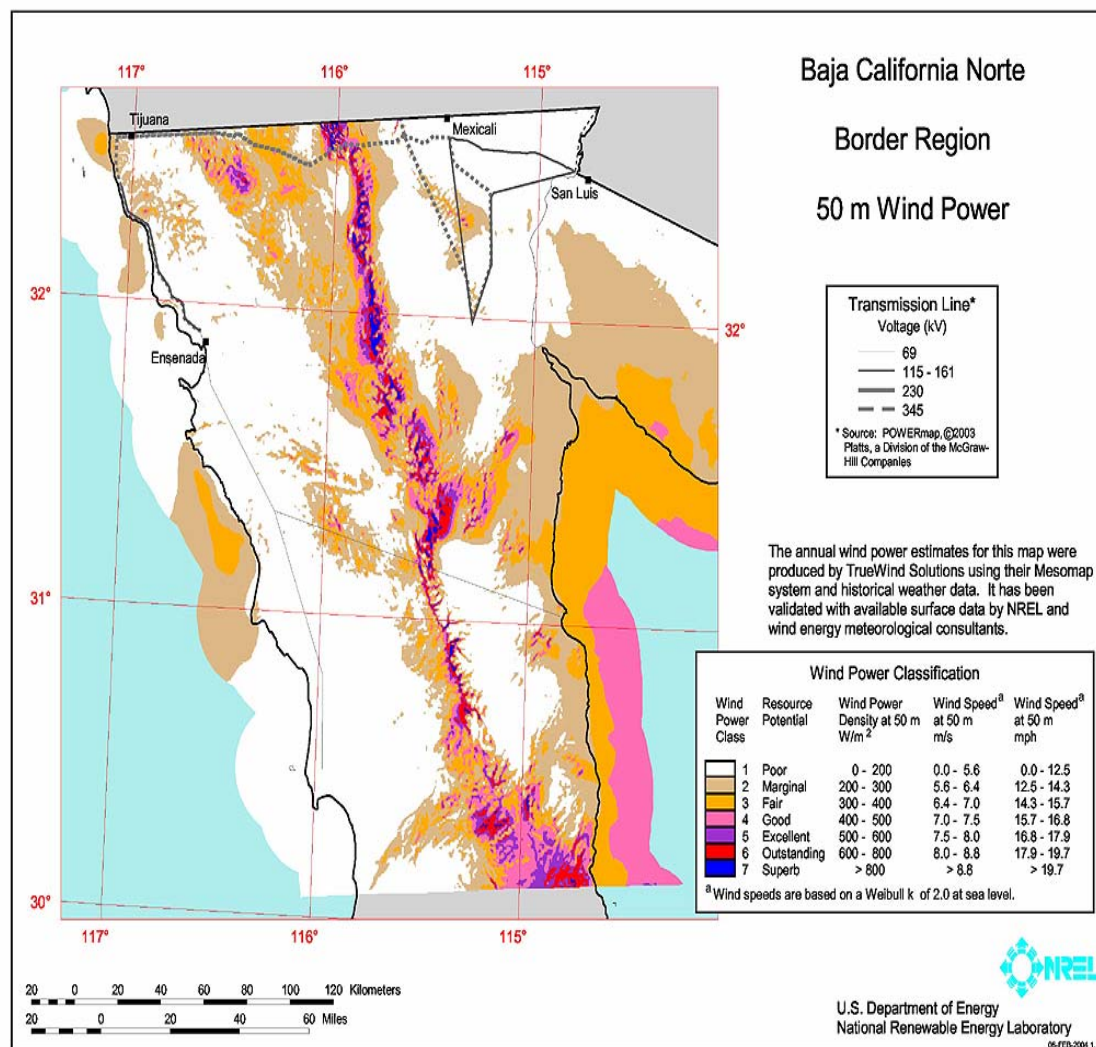 Baja California Norte
Border Region
50 m Wind Power
117° 116° 115°
Tijuana
Mexicali
San Luis
32°
32°
Ensenada
31°
30°
117° 116° 115°
Transmission Line*
Voltage (kV)
69
115 - 161
230
345
* Source: POWERmap, ©2003
Platts, a Division of the McGraw-
Hill Companies
The annual wind power estimates for this map were
produced by TrueWind Solutions using their Mesomap
system and historical weather data. It has been
validated with available surface data by NREL and
wind energy meteorological consultants.
Wind Power Classification
Wind Resource Wind Power Wind Speed a Wind Speed a
Power Potential Density at 50 m at 50 m at 50 m
Class W/m 2 m/s mph
1 Poor 0 - 200 0.0 - 5.6 0.0 - 12.5
2 Marginal 200 - 300 5.6 - 6.4 12.5 - 14.3
3 Fair 300 - 400 6.4 - 7.0 14.3 - 15.7
4 Good 400 - 500 7.0 - 7.5 15.7 - 16.8
5 Excellent 500 - 600 7.5 - 8.0 16.8 - 17.9
6 Outstanding 600 - 800 8.0 - 8.8 17.9 - 19.7
7 Superb > 800 > 8.8 > 19.7
a Wind speeds are based on a Weibull k of 2.0 at sea level.
20 0 20 40 60 80 100 120 Kilometers
20 0 20 40 60 Miles
NREL
U.S. Department of Energy
National Renewable Energy Laboratory